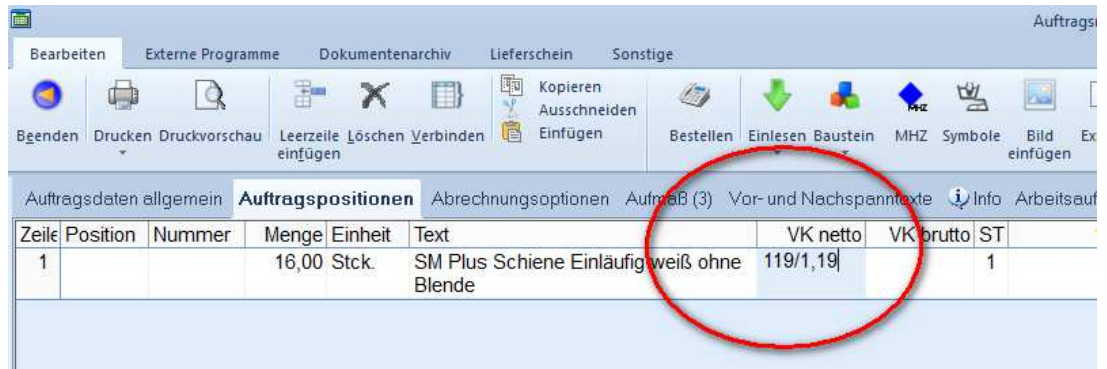 Auftrags
Bearbeiten Externe Programme Dokumentenarchiv Lieferschein Sonstige
Kopieren
Ausschneiden
Einfügen
Beenden Drucken Druckvorschau Leerzeile einfügen Löschen Verbinden Bestellen Einlesen Baustein MHZ Symbole Bild einfügen Ex
MHZ
Auftragsdaten allgemein Auftragspositionen Abrechnungsoptionen Aufmaß (3) Vor- und Nachspanntexte Info Arbeitsauf
Zeile Position Nummer Menge Einheit Text VK netto VK brutto ST
1 16,00 Stck. SM Plus Schiene Einläufig weiß ohne 119/1,19 1
Blende